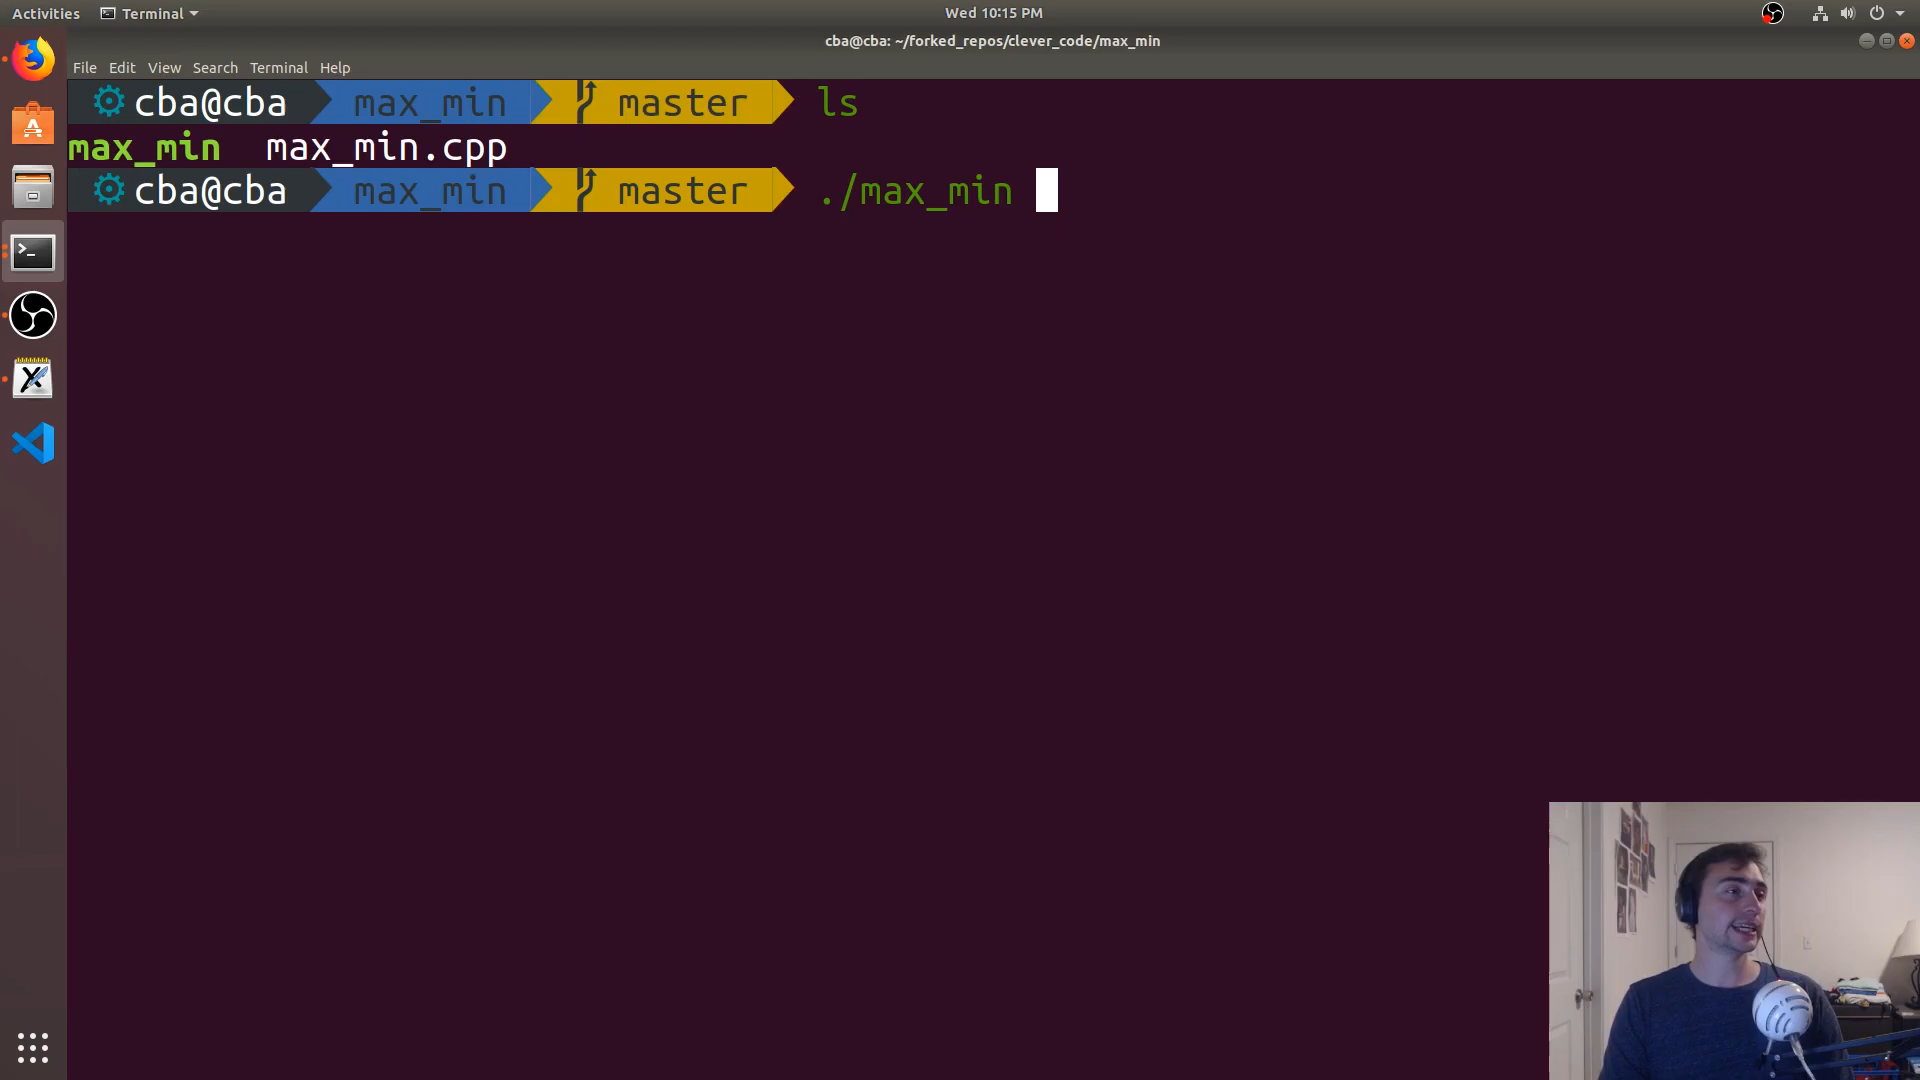 Activities Terminal Wed 10:15 PM
cba@cba: ~/forked_repos/clever_code/max_min
File Edit View Search Terminal Help
cba@cba max_min master ls
max_min max_min.cpp
cba@cba max_min master ./max_min